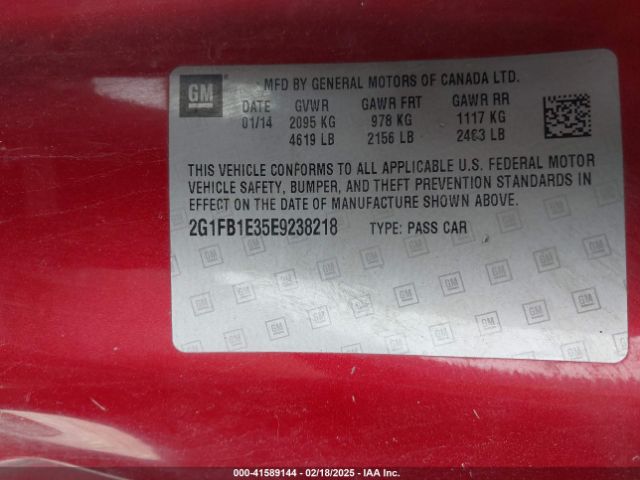 GM
MFD BY GENERAL MOTORS OF CANADA LTD.
DATE GVWR GAWR FRT GAWR RR
01/14 2095 KG 978 KG 1117 KG
4619 LB 2156 LB 2463 LB
THIS VEHICLE CONFORMS TO ALL APPLICABLE U.S. FEDERAL MOTOR
VEHICLE SAFETY, BUMPER, AND THEFT PREVENTION STANDARDS IN
EFFECT ON THE DATE OF MANUFACTURE SHOWN ABOVE.
2G1FB1E35E9238218 TYPE: PASS CAR
000-41589144 - 02/18/2025 - IAA Inc.